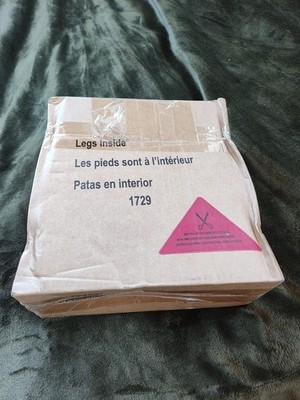 Legs Inside
Les pieds sont à l'intérieur
Patas en interior
1729